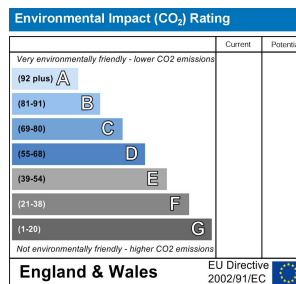 Environmental Impact (CO₂) Rating
Current Potentia
Very environmentally friendly - lower CO2 emissions
(92 plus) A
(81-91) B
(69-80) C
(55-68) D
(39-54) E
(21-38) F
(1-20) G
Not environmentally friendly - higher CO2 emissions
England & Wales
EU Directive
2002/91/EC